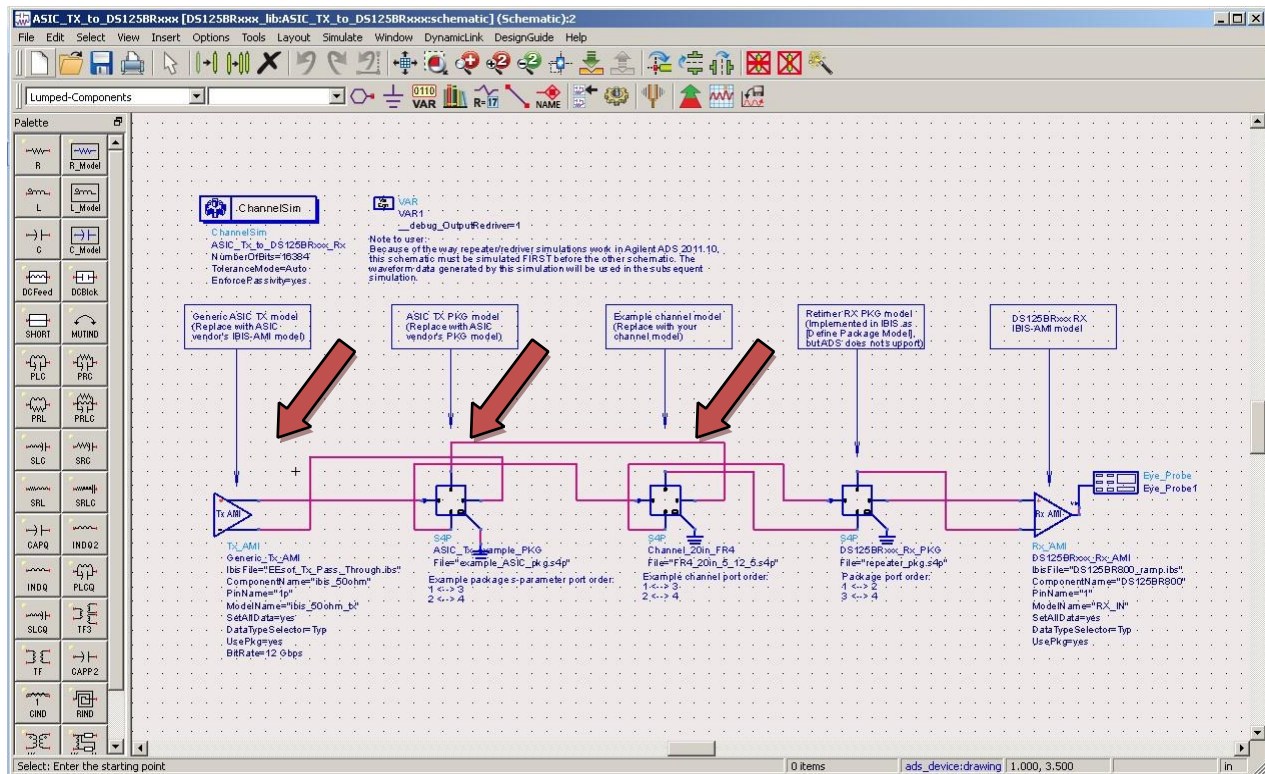 ASIC_TX_to_DS125BRxxx [DS125BRxxx_lib:ASIC_TX_to_DS125BRxxx:schematic] (Schematic):2
File Edit Select View Insert Options Tools Layout Simulate Window DynamicLink DesignGuide Help
Lumped-Components
0110
VAR
R=17
NAME
Palette
R
R_Model
L
L_Model
C
C_Model
DCFeed
DCBlck
SHORT
MUTIND
PLC
PRC
PRL
PRLC
SLC
SRC
SRL
SRLC
CAPQ
INDQ2
INDQ
PLCQ
SLCQ
TF3
TF
CAPP2
CIND
RIND
ChannelSim
ChannelSim
ASIC_Tx_to_DS125BRxxx_Rx
NumberOfBits=16384
ToleranceMode=Auto
EnforcePassivity=yes
Var
Eqn
VAR
VAR1
__debug_OutputRedriver=1
Note to user:
Because of the way repeater/redriver simulations work in Agilent ADS 2011.10,
this schematic must be simulated FIRST before the other schematic. The
waveform data generated by this simulation will be used in the subsequent
simulation.
Generic ASIC TX model
(Replace with ASIC
vendor's IBIS-AMI model)
ASIC TX PKG model
(Replace with ASIC
vendor's PKG model)
Example channel model
(Replace with your
channel model)
Retimer RX PKG model
(Implemented in IBIS as
[Define Package Model],
but ADS does not support)
DS125BRxxx RX
IBIS-AMI model
Tx AMI
Tx_AMI
Generic_Tx_AMI
IbisFile="EEsof_Tx_Pass_Through.ibs"
ComponentName="ibis_50ohm"
PinName="1p"
ModelName="ibis_50ohm_tx"
SetAllData=yes
DataTypeSelector=Typ
UsePkg=yes
BitRate=12 Gbps
S4P
ASIC_Tx_example_PKG
File="example_ASIC_pkg.s4p"
Example package s-parameter port order:
1 <--> 3
2 <--> 4
S4P
Channel_20in_FR4
File="FR4_20in_5_12_5.s4p"
Example channel port order:
1 <--> 3
2 <--> 4
S4P
DS125BRxxx_Rx_PKG
File="repeater_pkg.s4p"
Package port order:
1 <--> 2
3 <--> 4
Rx AMI
Rx_AMI
DS125BRxxx_Rx_AMI
IbisFile="DS125BR800_ramp.ibs"
ComponentName="DS125BR800"
PinName="1"
ModelName="RX_IN"
SetAllData=yes
DataTypeSelector=Typ
UsePkg=yes
Eye_Probe
Eye_Probe1
Select: Enter the starting point
0 items
ads_device:drawing
1.000, 3.500
in